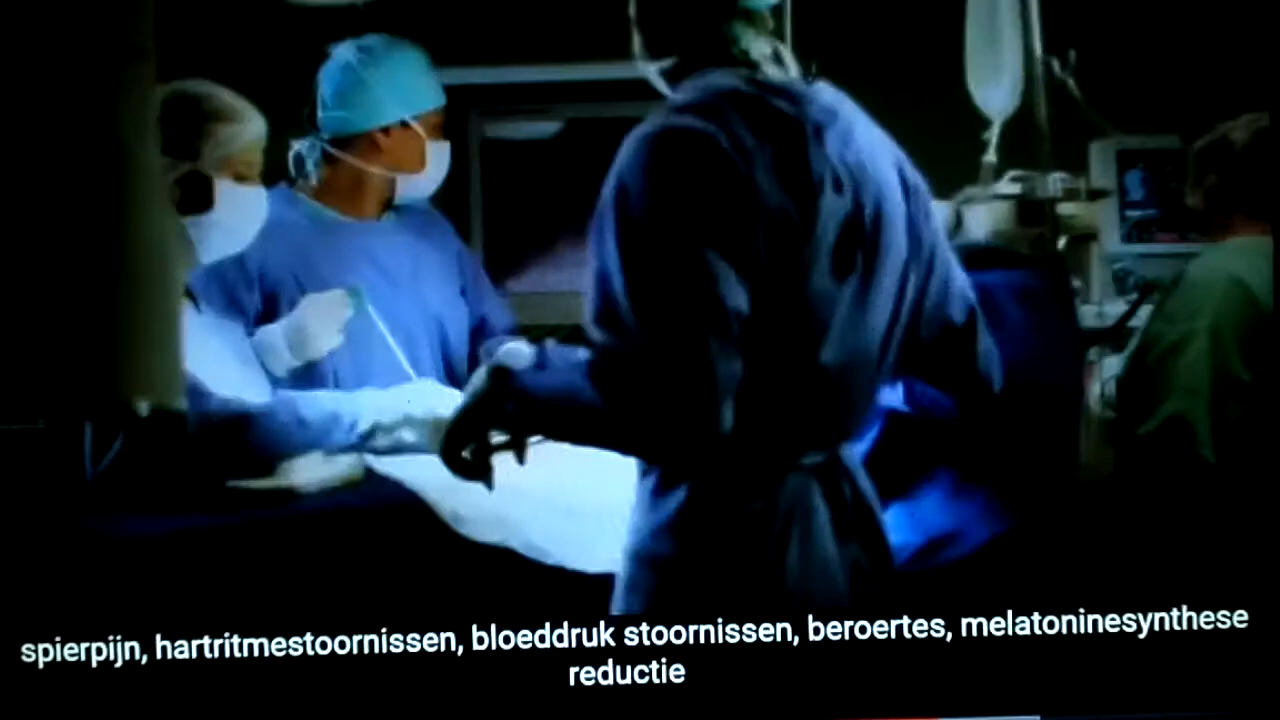 spierpijn, hartritmestoornissen, bloeddruk stoornissen, beroertes, melatoninesynthese
reductie